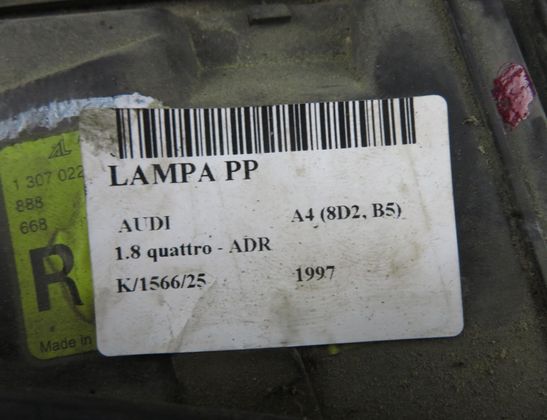 LAMPA PP
AUDI A4 (8D2, B5)
1.8 quattro - ADR
K/1566/25 1997
AL
1 307 022
888
668
R
Made in